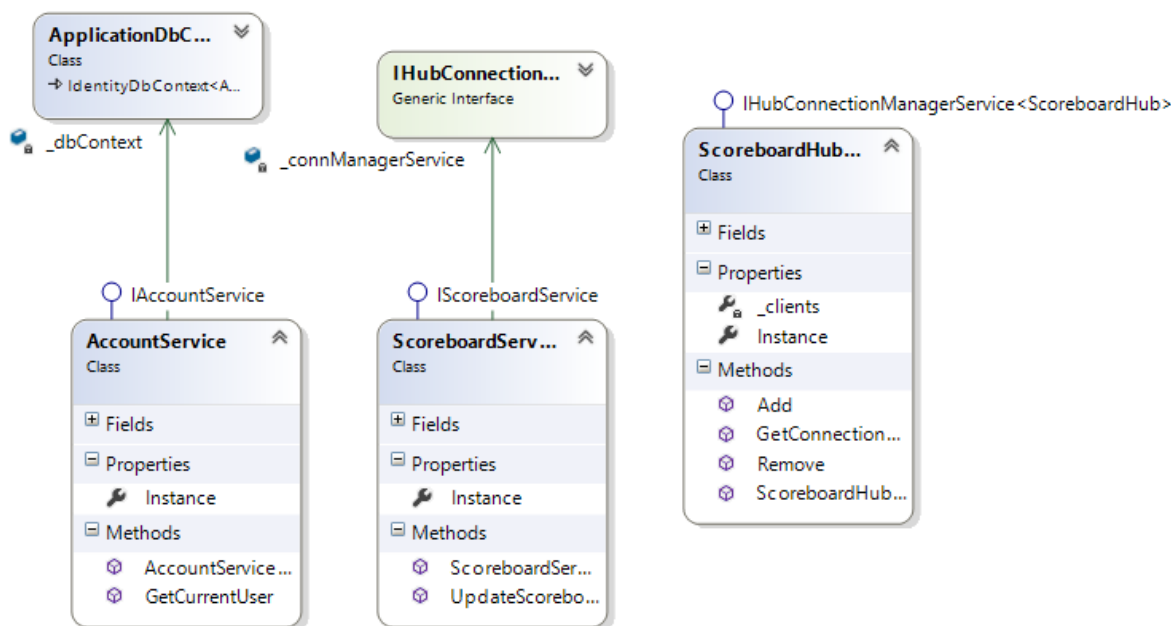 ApplicationDbC...
Class
IdentityDbContext<A...
_dbContext
IHubConnection...
Generic Interface
_connManagerService
IHubConnectionManagerService<ScoreboardHub>
ScoreboardHub...
Class
Fields
Properties
_clients
Instance
Methods
Add
GetConnection...
Remove
ScoreboardHub...
IAccountService
AccountService
Class
Fields
Properties
Instance
Methods
AccountService...
GetCurrentUser
IScoreboardService
ScoreboardServ...
Class
Fields
Properties
Instance
Methods
ScoreboardSer...
UpdateScorebo...